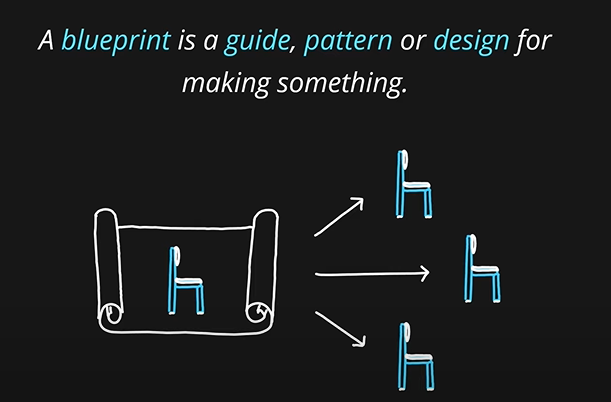 A blueprint is a guide, pattern or design for
making something.